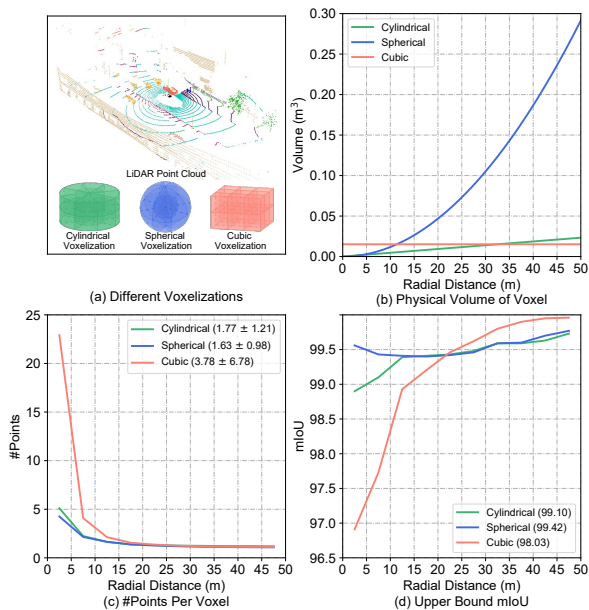 LiDAR Point Cloud
Cylindrical
Voxelization
Spherical
Voxelization
Cubic
Voxelization
(a) Different Voxelizations
Cylindrical
Spherical
Cubic
Volume (m³)
0.30
0.25
0.20
0.15
0.10
0.05
0.00
0 5 10 15 20 25 30 35 40 45 50
Radial Distance (m)
(b) Physical Volume of Voxel
Cylindrical (1.77 ± 1.21)
Spherical (1.63 ± 0.98)
Cubic (3.78 ± 6.78)
#Points
25
20
15
10
5
0
0 5 10 15 20 25 30 35 40 45 50
Radial Distance (m)
(c) #Points Per Voxel
mIoU
99.5
99.0
98.5
98.0
97.5
97.0
96.5
Cylindrical (99.10)
Spherical (99.42)
Cubic (98.03)
0 5 10 15 20 25 30 35 40 45 50
Radial Distance (m)
(d) Upper Bound mIoU